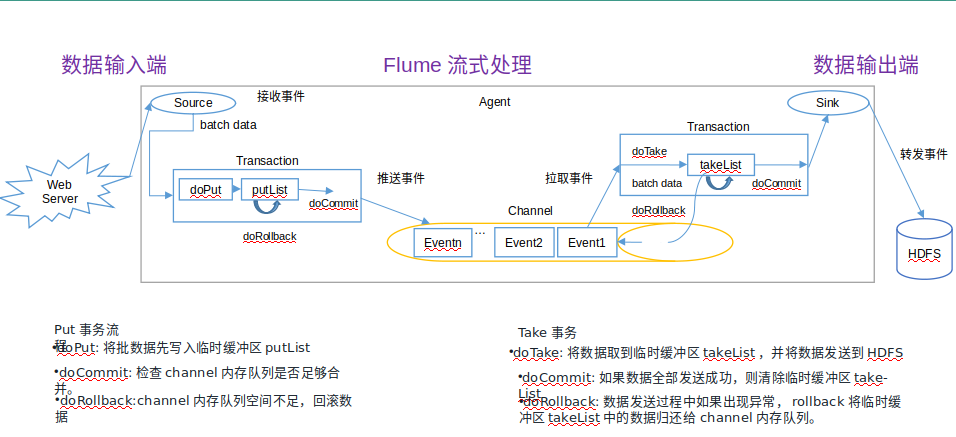 数据输入端
Flume 流式处理
数据输出端
Source
接收事件
Agent
Sink
batch data
Transaction
Web
Server
Transaction
doPut
putList
doCommit
doRollback
推送事件
拉取事件
doTake
takeList
batch data
doCommit
doRollback
转发事件
Channel
Eventn
...
Event2
Event1
HDFS
Put 事务流
程
•doPut: 将批数据先写入临时缓冲区 putList
•doCommit: 检查 channel 内存队列是否足够合
并。
•doRollback:channel 内存队列空间不足，回滚数
据
Take 事务
•doTake: 将数据取到临时缓冲区 takeList ，并将数据发送到 HDFS
•doCommit: 如果数据全部发送成功，则清除临时缓冲区 take-
List
•doRollback: 数据发送过程中如果出现异常， rollback 将临时缓
冲区 takeList 中的数据归还给 channel 内存队列。